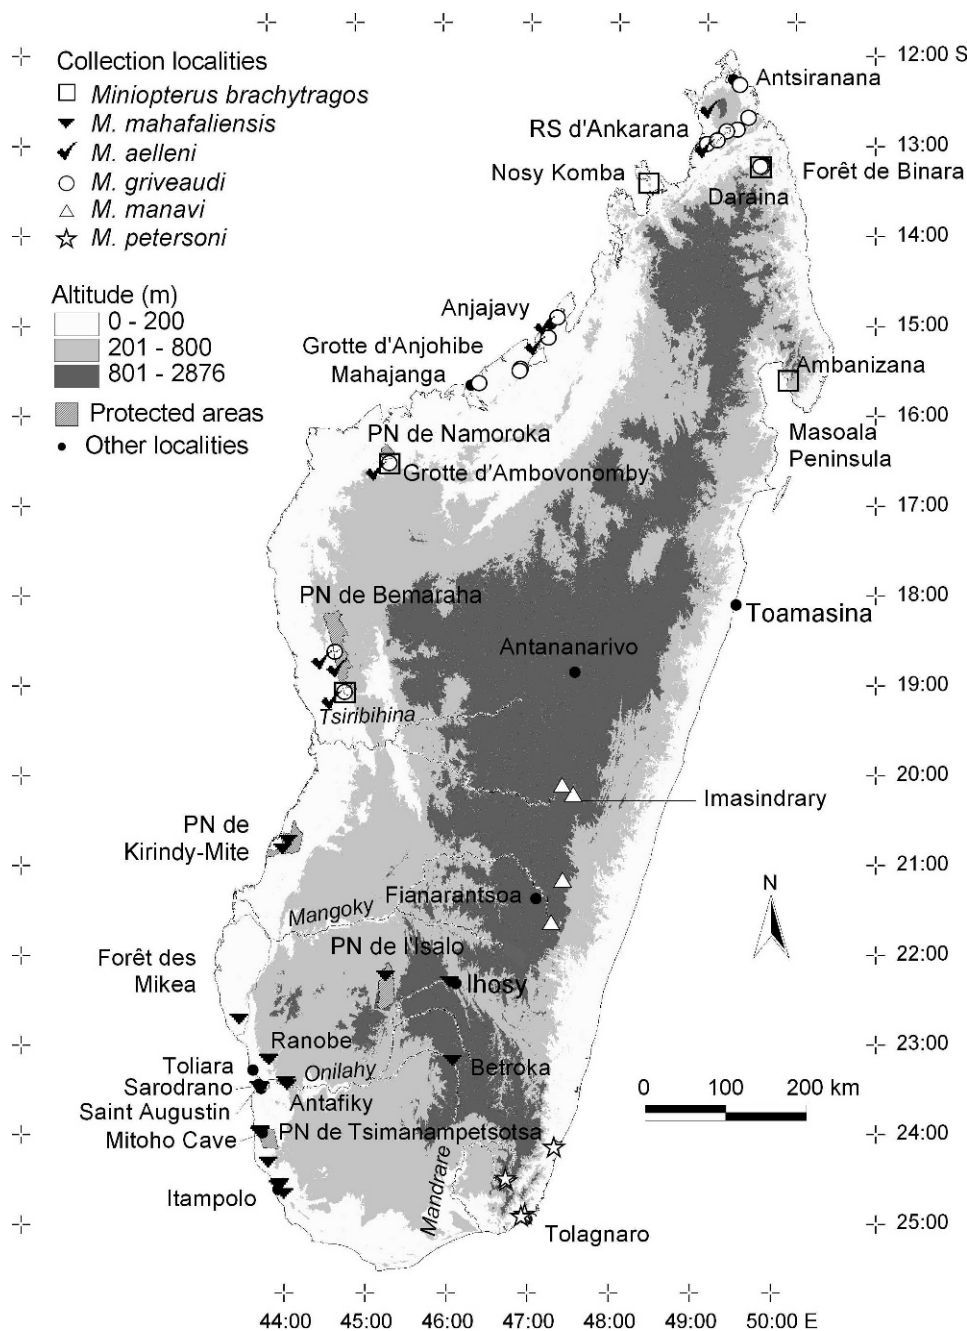 Collection localities
Miniopterus brachytragos
M. mahafaliensis
M. aelleni
M. griveaudi
M. manavi
M. petersoni
Altitude (m)
0 - 200
201 - 800
801 - 2876
Protected areas
Other localities
12:00 S
Antsiranana
RS d'Ankarana
13:00
Nosy Komba
Forêt de Binara
Daraina
14:00
Anjajavy
15:00
Grotte d'Anjohibe
Mahajanga
Ambanizana
16:00
PN de Namoroka
Masoala
Peninsula
Grotte d'Ambovonomby
17:00
PN de Bemaraha
18:00
Toamasina
Antananarivo
19:00
Tsiribihina
20:00
Imasindrary
PN de
Kirindy-Mite
21:00
Fianarantsoa
N
Mangoky
PN de l'Isalo
22:00
Forêt des
Mikea
Ihosy
Ranobe
23:00
Toliara
Onilahy
Betroka
Sarodrano
Antafiky
Saint Augustin
0 100 200 km
Mitoho Cave
PN de Tsimanampetsotsa
24:00
Mandrare
Itampolo
Tolagnaro
25:00
44:00 45:00 46:00 47:00 48:00 49:00 50:00 E